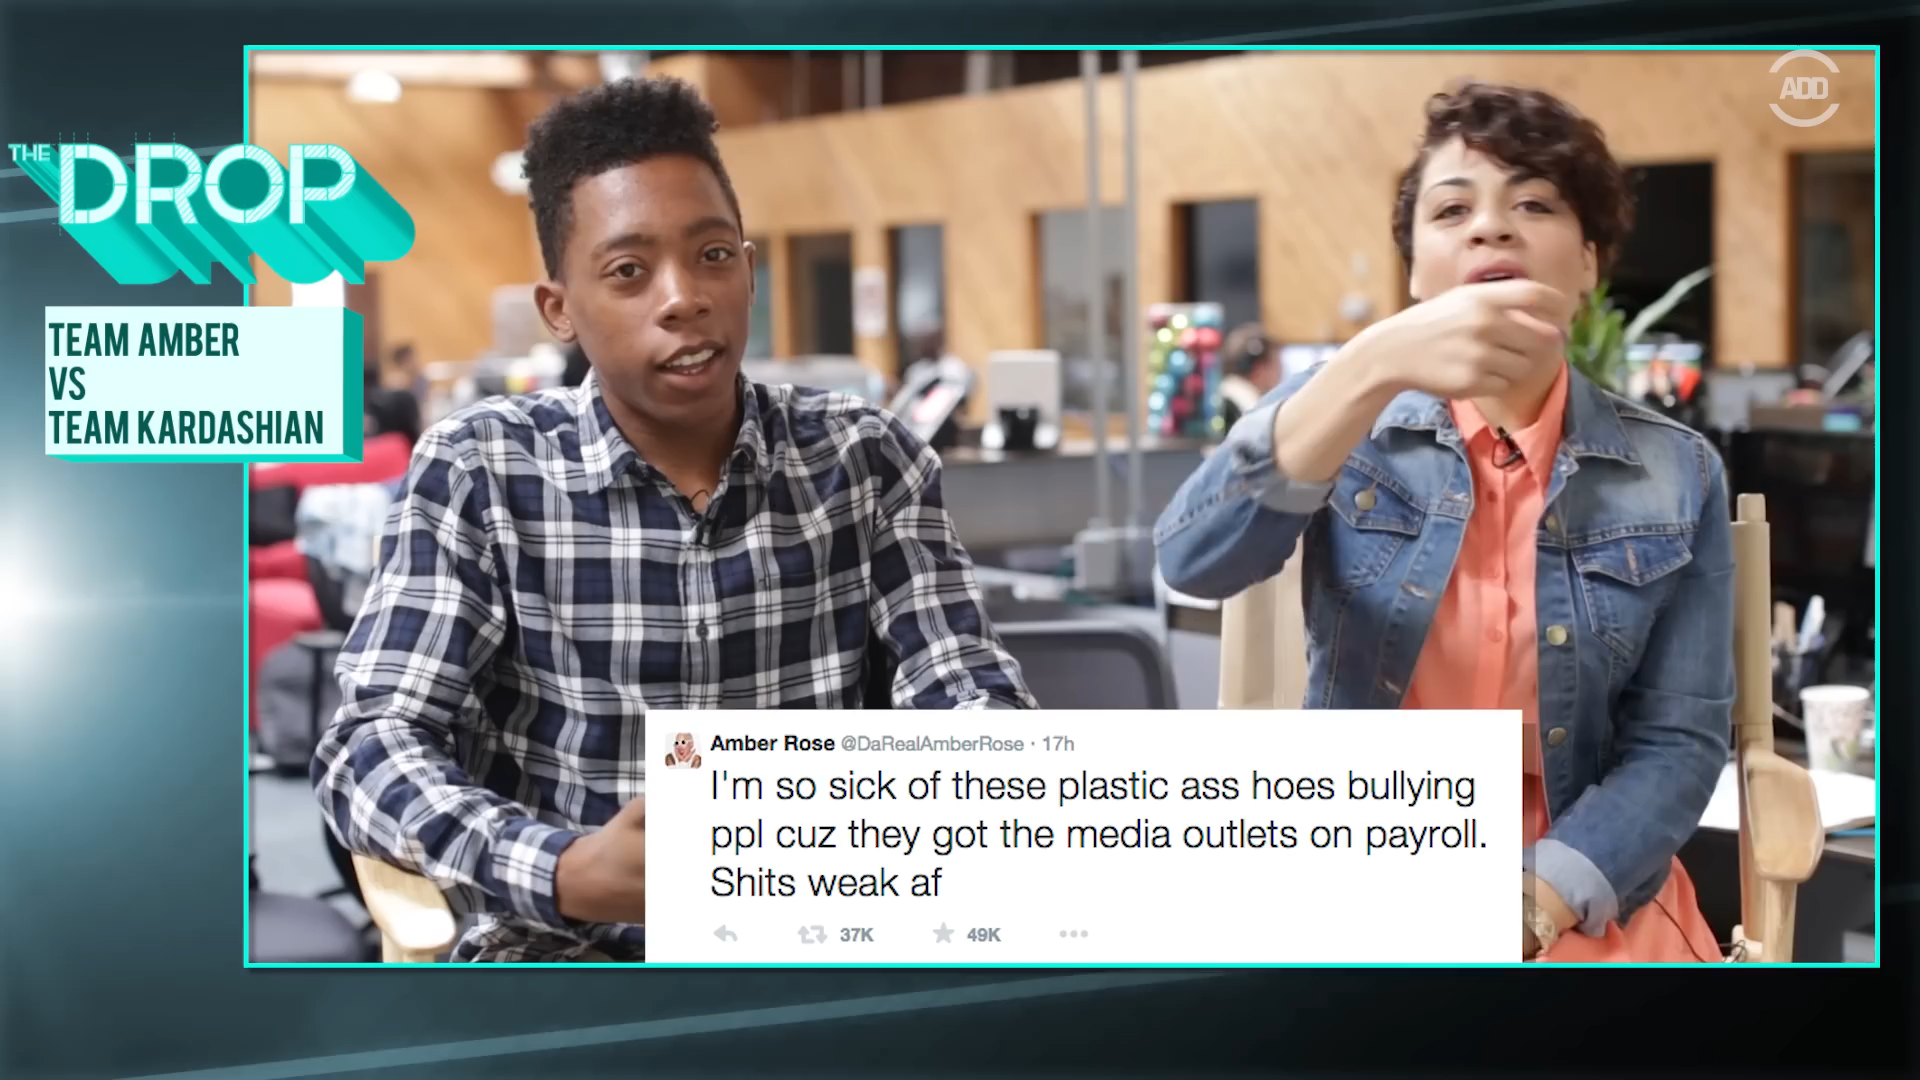 THE DROP
TEAM AMBER
VS
TEAM KARDASHIAN
ADD
Amber Rose @DaRealAmberRose · 17h
I'm so sick of these plastic ass hoes bullying
ppl cuz they got the media outlets on payroll.
Shits weak af
37K 49K